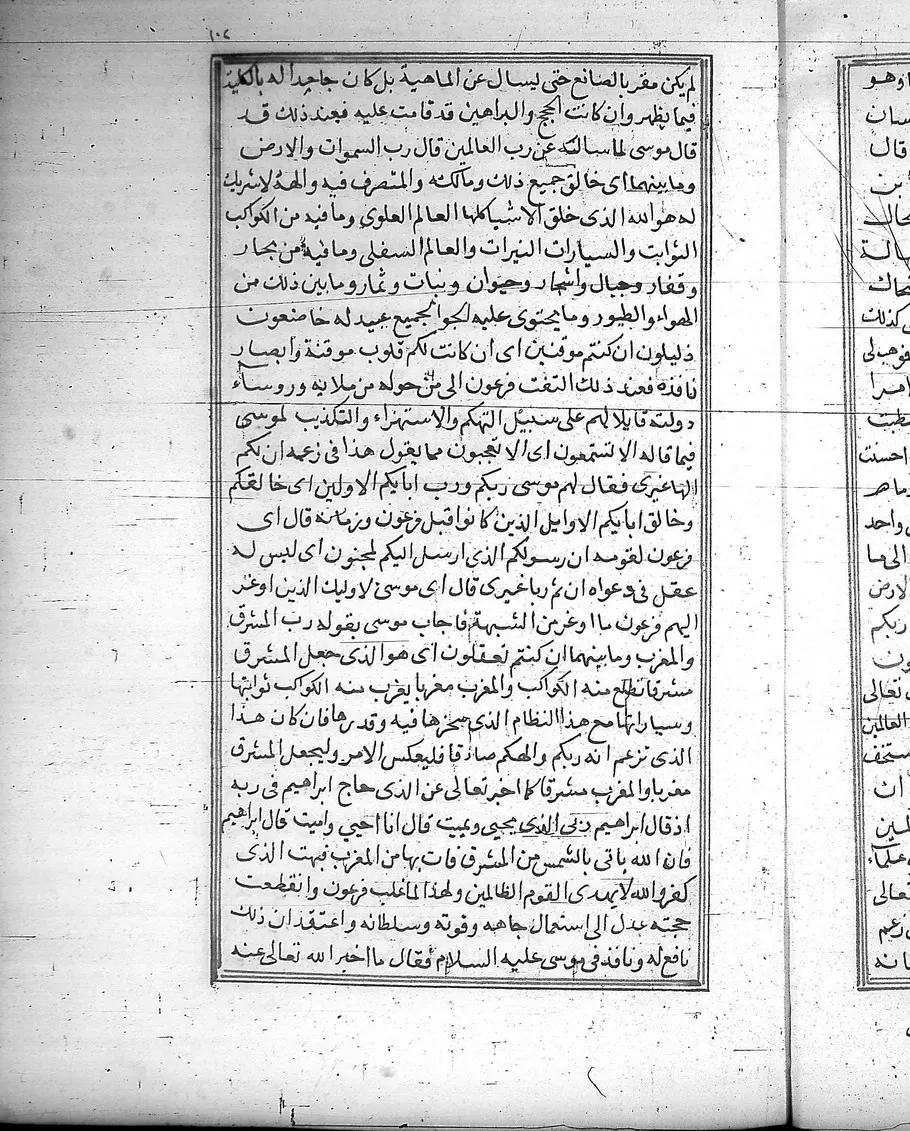 ١٠٢
لم يكن مقرا بالصانع حتى يسال عن الماهية بل كان جاحدا له بالكلية
فيما يظهر وان كانت الحجج والبراهين قد قامت عليه فعند ذلك قد
قال موسى لما ساله عن رب العالمين قال رب السموات والارض
وما بينهما اى خالق جميع ذلك ومالكه والمتصرف فيه والهه لا شريك
له هو الله الذى خلق الاشيا كلها العالم العلوي وما فيه من الكواكب
الثوابت والسيارات النيرات والعالم السفلى وما فيه من بحار
وقفار وجبال واشجار وحيوان ونبات وثمار وما بين ذلك من
الهواء والطيور وما يحتوى عليه الجو الجميع عبيد له خاضعون
ذليلون ان كنتم موقنين اى ان كانت لكم قلوب موقنة وابصار
نافذه فعند ذلك التفت فرعون الى من حوله من ملايه وروساء
دولته قايلا لهم على سبيل التهكم والاستهزاء والتكذيب لموسى
فيما قاله الا تستمعون اى الا تعجبون مما يقول هذا فى زعمه ان لكم
الها غيرى فقال لهم موسى ربكم ورب ابايكم الاولين اى خالقكم
وخالق ابايكم الاوايل الذين كانوا قبل فرعون وزمانه قال اى
فرعون لقومه ان رسولكم الذى ارسل اليكم لمجنون اى ليس له
عقل فى دعواه ان ثم ربا غيرى قال اى موسى لاوليك الذين اوعز
اليهم فرعون ما اوعز من الشبهة فاجاب موسى بقوله رب المشرق
والمغرب وما بينهما ان كنتم تعقلون اى هو الذى جعل المشرق
مشرقا تطلع منه الكواكب والمغرب مغربا يغرب منه الكواكب ثوابتها
وسياراتها مع هذا النظام الذى سخرها فيه وقدرها فان كان هذا
الذى تزعم انه ربكم والهكم صادقا فليعكس الامر وليجعل المشرق
مغربا والمغرب مشرقا كما اخبر تعالى عن الذى حاج ابراهيم فى ربه
اذ قال ابراهيم ربى الذى يحيى ويميت قال انا احيي واميت قال ابراهيم
فان الله ياتى بالشمس من المشرق فات بها من المغرب فبهت الذى
كفر والله لا يهدى القوم الظالمين ولهذا لما غلب فرعون وانقطعت
حجته عدل الى استعمال جاهه وقوته وسلطانه واعتقد ان ذلك
نافع له ونافذ فى موسى عليه السلام فقال ما اخبر الله تعالى عنه